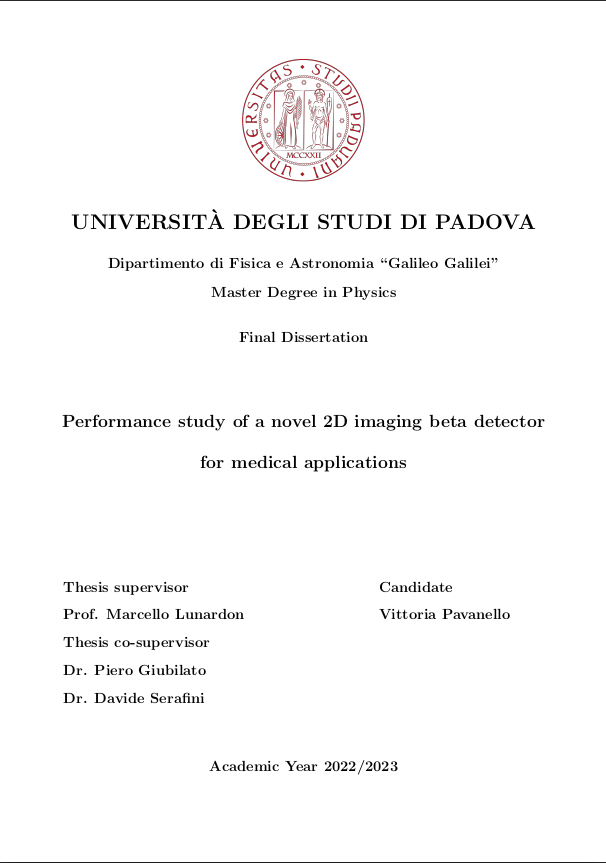 UNIVERSITAS STUDII PADUANI
MCCXXII
UNIVERSITÀ DEGLI STUDI DI PADOVA
Dipartimento di Fisica e Astronomia “Galileo Galilei”
Master Degree in Physics
Final Dissertation
Performance study of a novel 2D imaging beta detector
for medical applications
Thesis supervisor
Prof. Marcello Lunardon
Thesis co-supervisor
Dr. Piero Giubilato
Dr. Davide Serafini
Candidate
Vittoria Pavanello
Academic Year 2022/2023